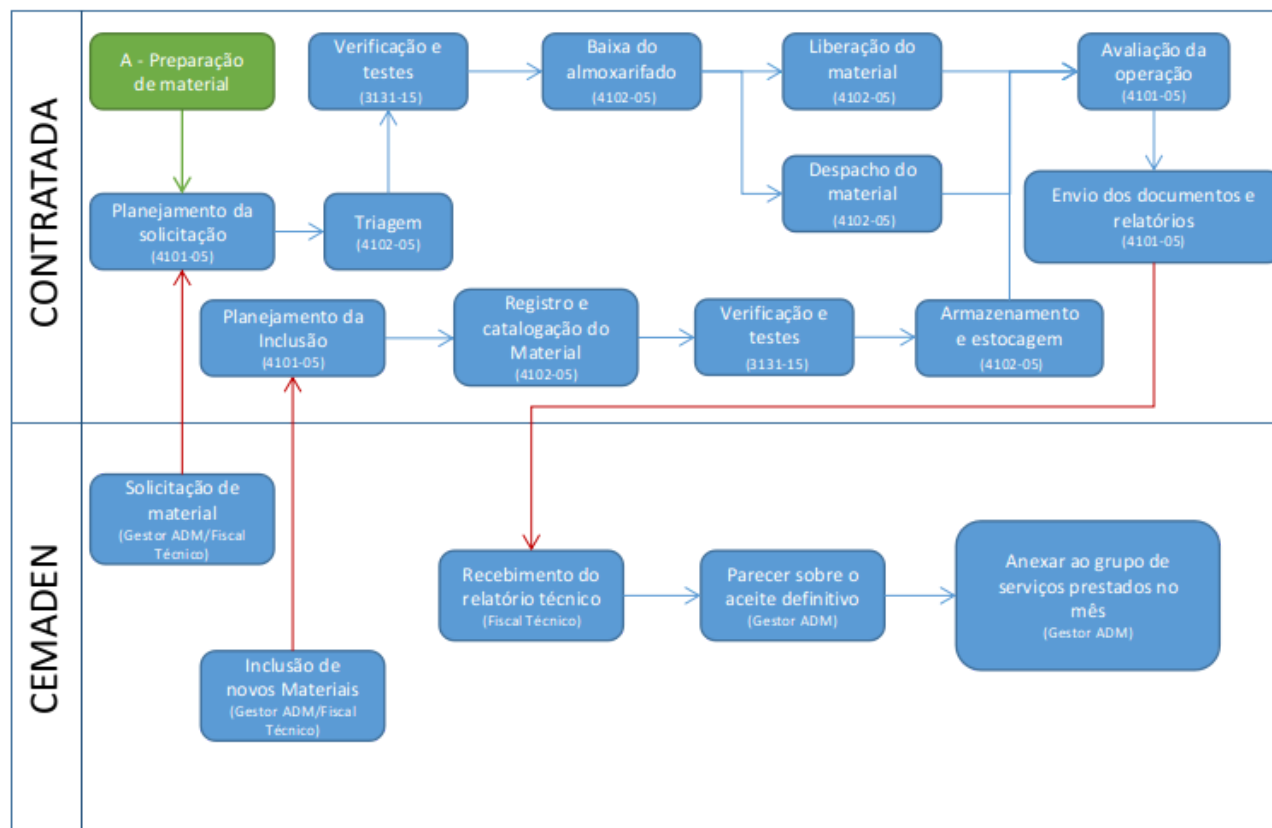 CONTRATADA
A - Preparação
de material
Verificação e
testes
(3131-15)
Baixa do
almoxarifado
(4102-05)
Liberação do
material
(4102-05)
Avaliação da
operação
(4101-05)
Planejamento da
solicitação
(4101-05)
Triagem
(4102-05)
Despacho do
material
(4102-05)
Envio dos documentos e
relatórios
(4101-05)
Planejamento da
Inclusão
(4101-05)
Registro e
catalogação do
Material
(4102-05)
Verificação e
testes
(3131-15)
Armazenamento
e estocagem
(4102-05)
CEMADEN
Solicitação de
material
(Gestor ADM/Fiscal
Técnico)
Recebimento do
relatório técnico
(Fiscal Técnico)
Parecer sobre o
aceite definitivo
(Gestor ADM)
Anexar ao grupo de
serviços prestados no
mês
(Gestor ADM)
Inclusão de
novos Materiais
(Gestor ADM/Fiscal
Técnico)